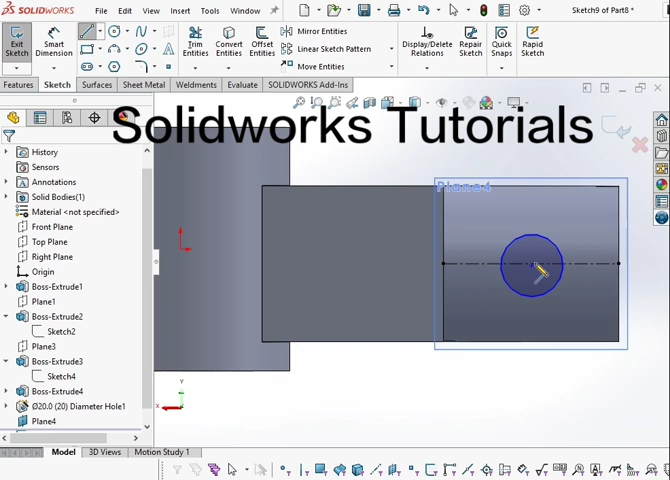 SOLIDWORKS
File Edit View Insert Tools Window
Sketch9 of Part8 *
Exit Sketch
Smart Dimension
Trim Entities
Convert Entities
Offset Entities
Mirror Entities
Linear Sketch Pattern
Move Entities
Display/Delete Relations
Repair Sketch
Quick Snaps
Rapid Sketch
Features Sketch Surfaces Sheet Metal Weldments Evaluate SOLIDWORKS Add-Ins
Solidworks Tutorials
History
Sensors
Annotations
Solid Bodies(1)
Material <not specified>
Front Plane
Top Plane
Right Plane
Origin
Boss-Extrude1
Plane1
Boss-Extrude2
Sketch2
Plane3
Boss-Extrude3
Sketch4
Boss-Extrude4
Ø20.0 (20) Diameter Hole1
Plane4
Plane4
Y
X
Model 3D Views Motion Study 1